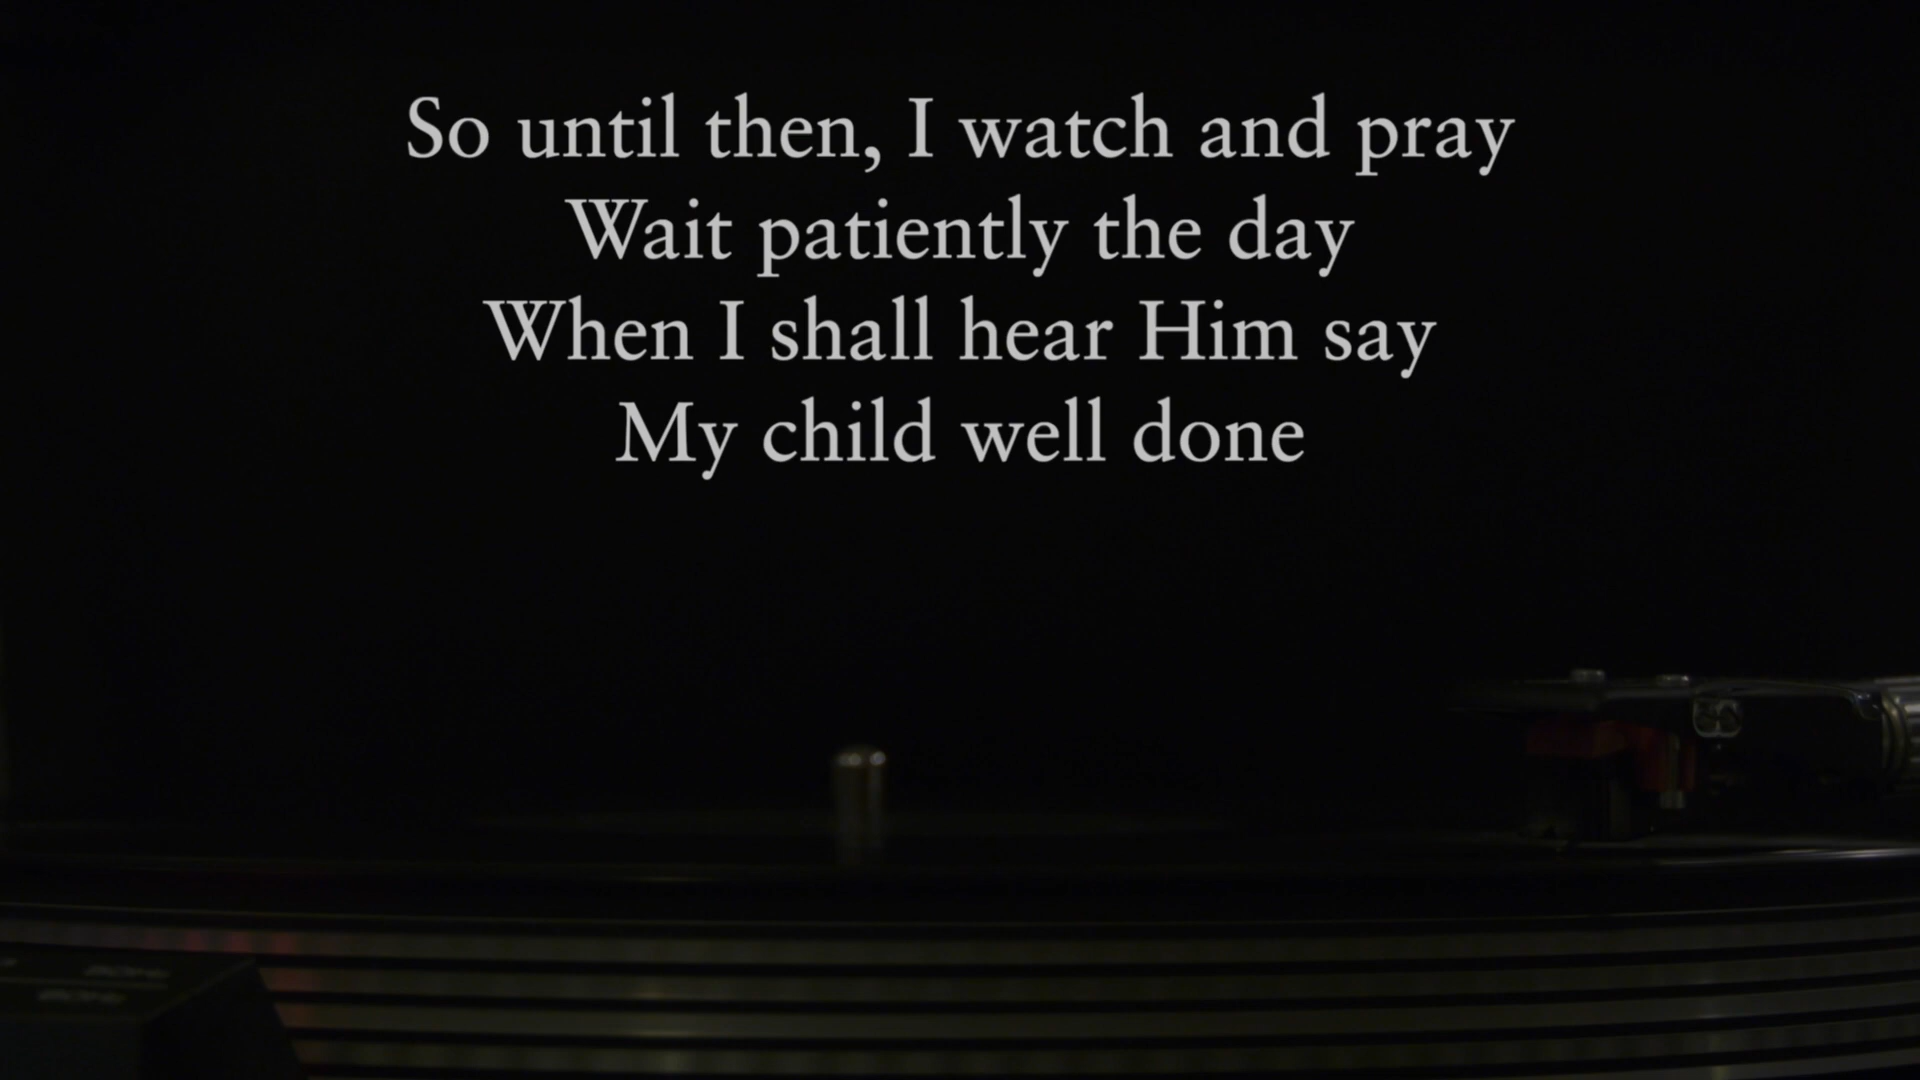 So until then, I watch and pray
Wait patiently the day
When I shall hear Him say
My child well done